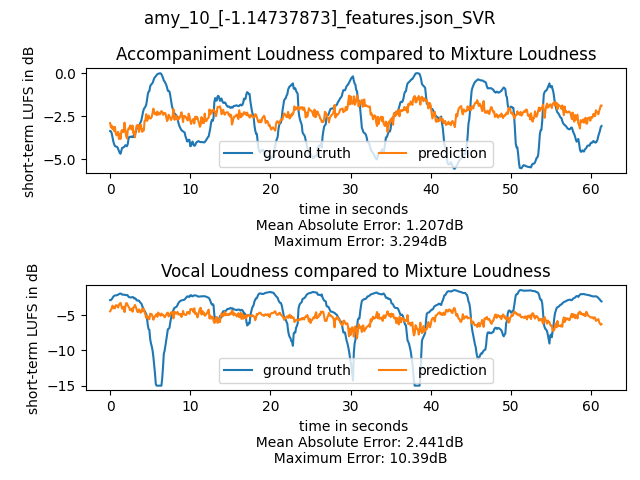 amy_10_[-1.14737873]_features.json_SVR
Accompaniment Loudness compared to Mixture Loudness
short-term LUFS in dB
0.0
−2.5
−5.0
ground truth prediction
0 10 20 30 40 50 60
time in seconds
Mean Absolute Error: 1.207dB
Maximum Error: 3.294dB
Vocal Loudness compared to Mixture Loudness
short-term LUFS in dB
−5
−10
−15
ground truth prediction
0 10 20 30 40 50 60
time in seconds
Mean Absolute Error: 2.441dB
Maximum Error: 10.39dB